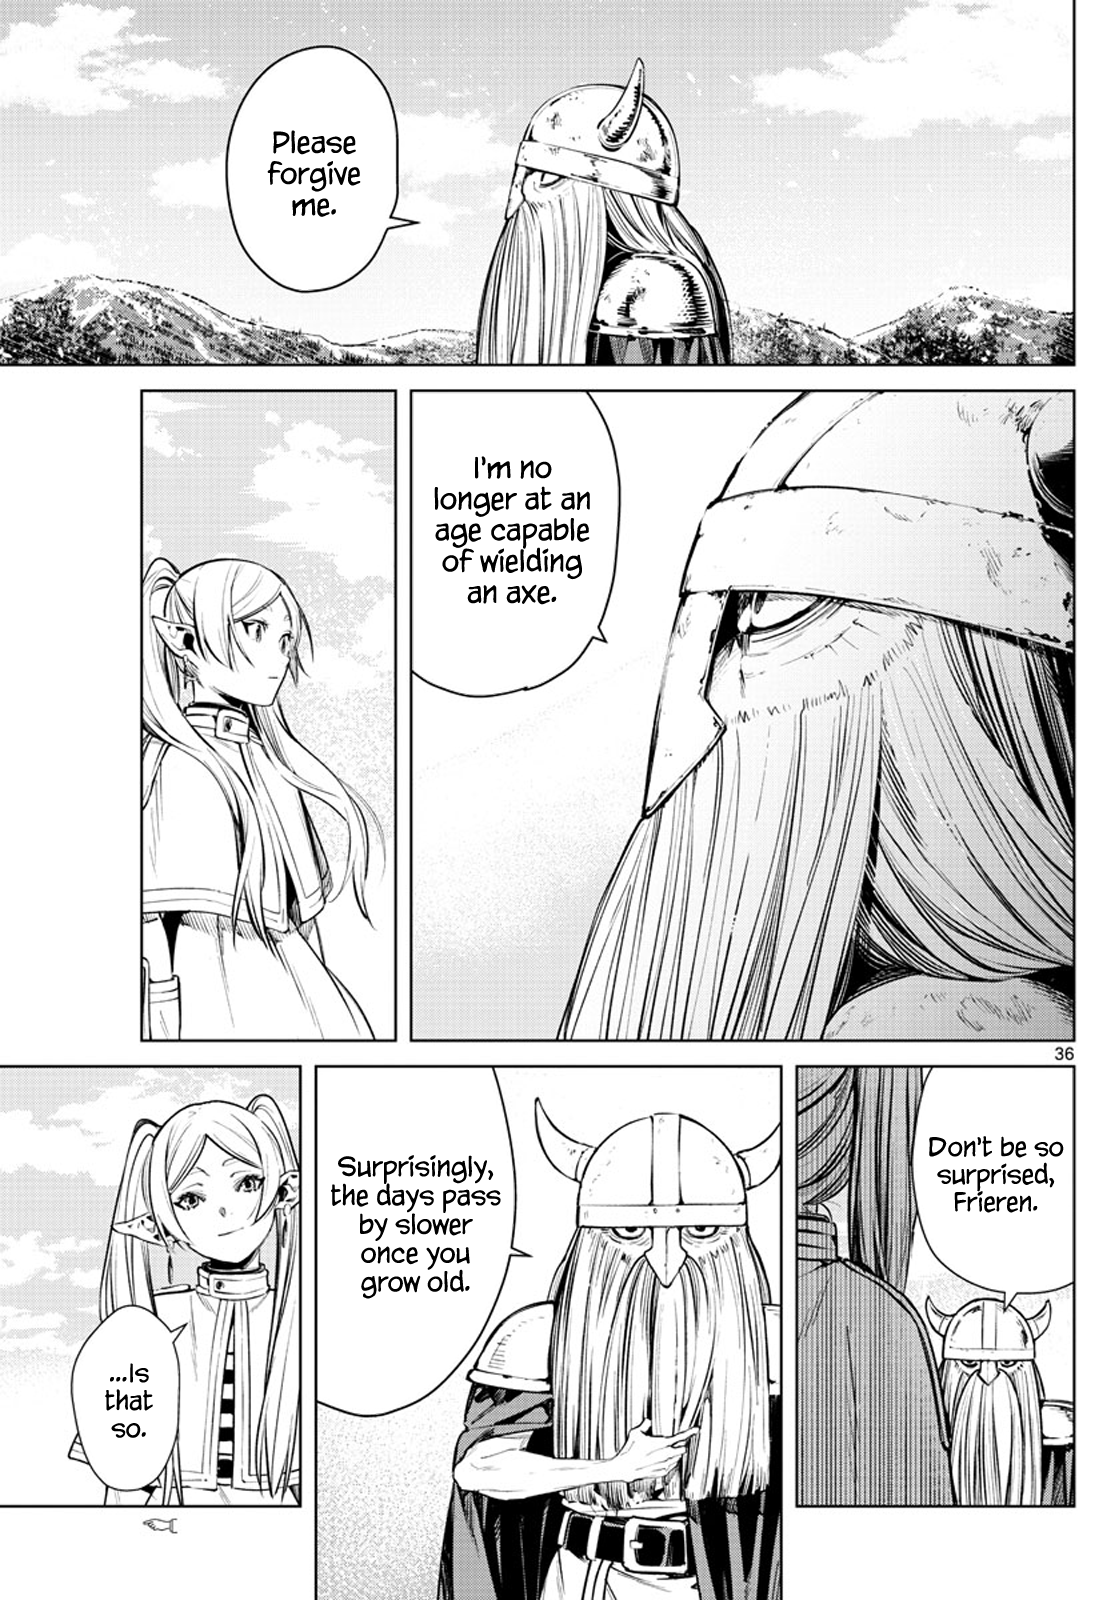 Please
forgive
me.
I'm no
longer at an
age capable
of wielding
an axe.
36
Don't be so
surprised,
Frieren.
Surprisingly,
the days pass
by slower
once you
grow old.
...Is
that
so.